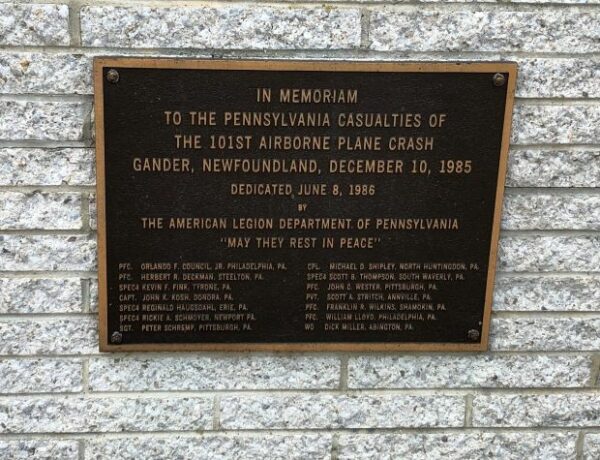 IN MEMORIAM
TO THE PENNSYLVANIA CASUALTIES OF
THE 101ST AIRBORNE PLANE CRASH
GANDER, NEWFOUNDLAND, DECEMBER 10, 1985
DEDICATED JUNE 8, 1986
BY
THE AMERICAN LEGION DEPARTMENT OF PENNSYLVANIA
"MAY THEY REST IN PEACE"
PFC. ORLANDO F. COUNCIL, JR. PHILADELPHIA, PA.
PFC. HERBERT R. DECKMAN, STEELTON, PA.
SPEC4 KEVIN F. FINK, TYRONE, PA.
CAPT. JOHN K. KOSH, DONORA, PA.
SPEC4 REGINALD HAUGSDAHL, ERIE, PA.
SPEC4 RICKIE A. SCHMOYER, NEWPORT PA.
SGT. PETER SCHREMP, PITTSBURGH, PA.
CPL. MICHAEL D. SHIPLEY, NORTH HUNTINGDON, PA.
SPEC4 SCOTT B. THOMPSON, SOUTH WAVERLY, PA.
PFC. JOHN C. WESTER, PITTSBURGH, PA.
PVT. SCOTT A. STRITCH, ANNVILLE, PA.
PFC. FRANKLIN R. WILKINS, SHAMOKIN, PA.
PFC. WILLIAM LLOYD, PHILADELPHIA, PA.
WO DICK MILLER, ABINGTON, PA.